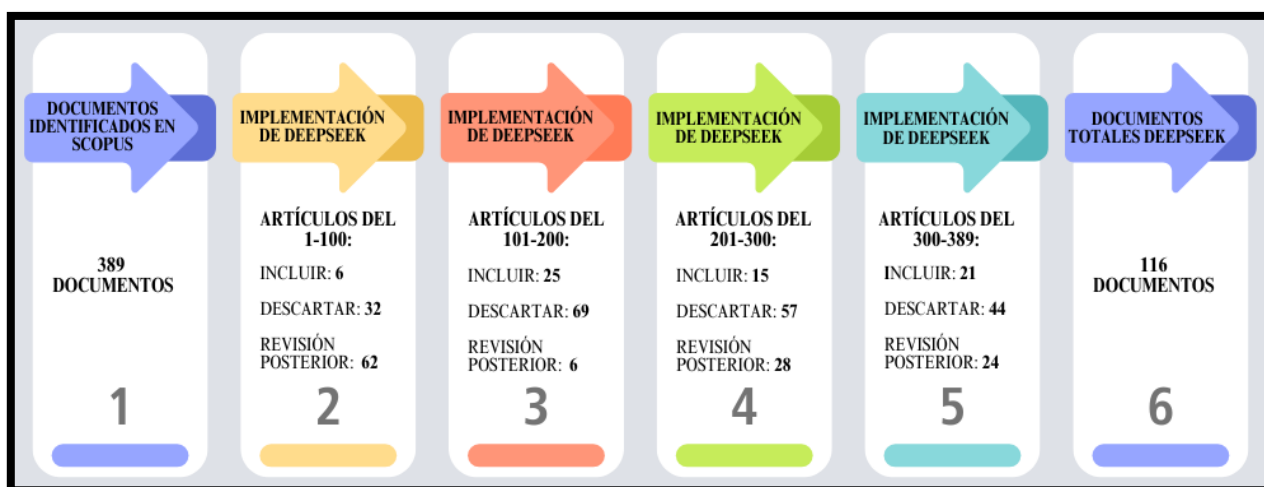 DOCUMENTOS
IDENTIFICADOS EN
SCOPUS
389
DOCUMENTOS
1
IMPLEMENTACIÓN
DE DEEPSEEK
ARTÍCULOS DEL
1-100:
INCLUIR: 6
DESCARTAR: 32
REVISIÓN
POSTERIOR: 62
2
IMPLEMENTACIÓN
DE DEEPSEEK
ARTÍCULOS DEL
101-200:
INCLUIR: 25
DESCARTAR: 69
REVISIÓN
POSTERIOR: 6
3
IMPLEMENTACIÓN
DE DEEPSEEK
ARTÍCULOS DEL
201-300:
INCLUIR: 15
DESCARTAR: 57
REVISIÓN
POSTERIOR: 28
4
IMPLEMENTACIÓN
DE DEEPSEEK
ARTÍCULOS DEL
300-389:
INCLUIR: 21
DESCARTAR: 44
REVISIÓN
POSTERIOR: 24
5
DOCUMENTOS
TOTALES DEEPSEEK
116
DOCUMENTOS
6